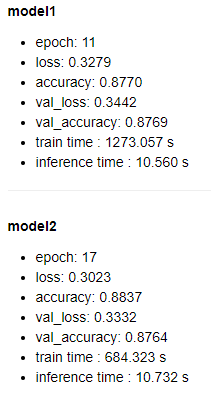 model1
• epoch: 11
• loss: 0.3279
• accuracy: 0.8770
• val_loss: 0.3442
• val_accuracy: 0.8769
• train time : 1273.057 s
• inference time : 10.560 s
model2
• epoch: 17
• loss: 0.3023
• accuracy: 0.8837
• val_loss: 0.3332
• val_accuracy: 0.8764
• train time : 684.323 s
• inference time : 10.732 s